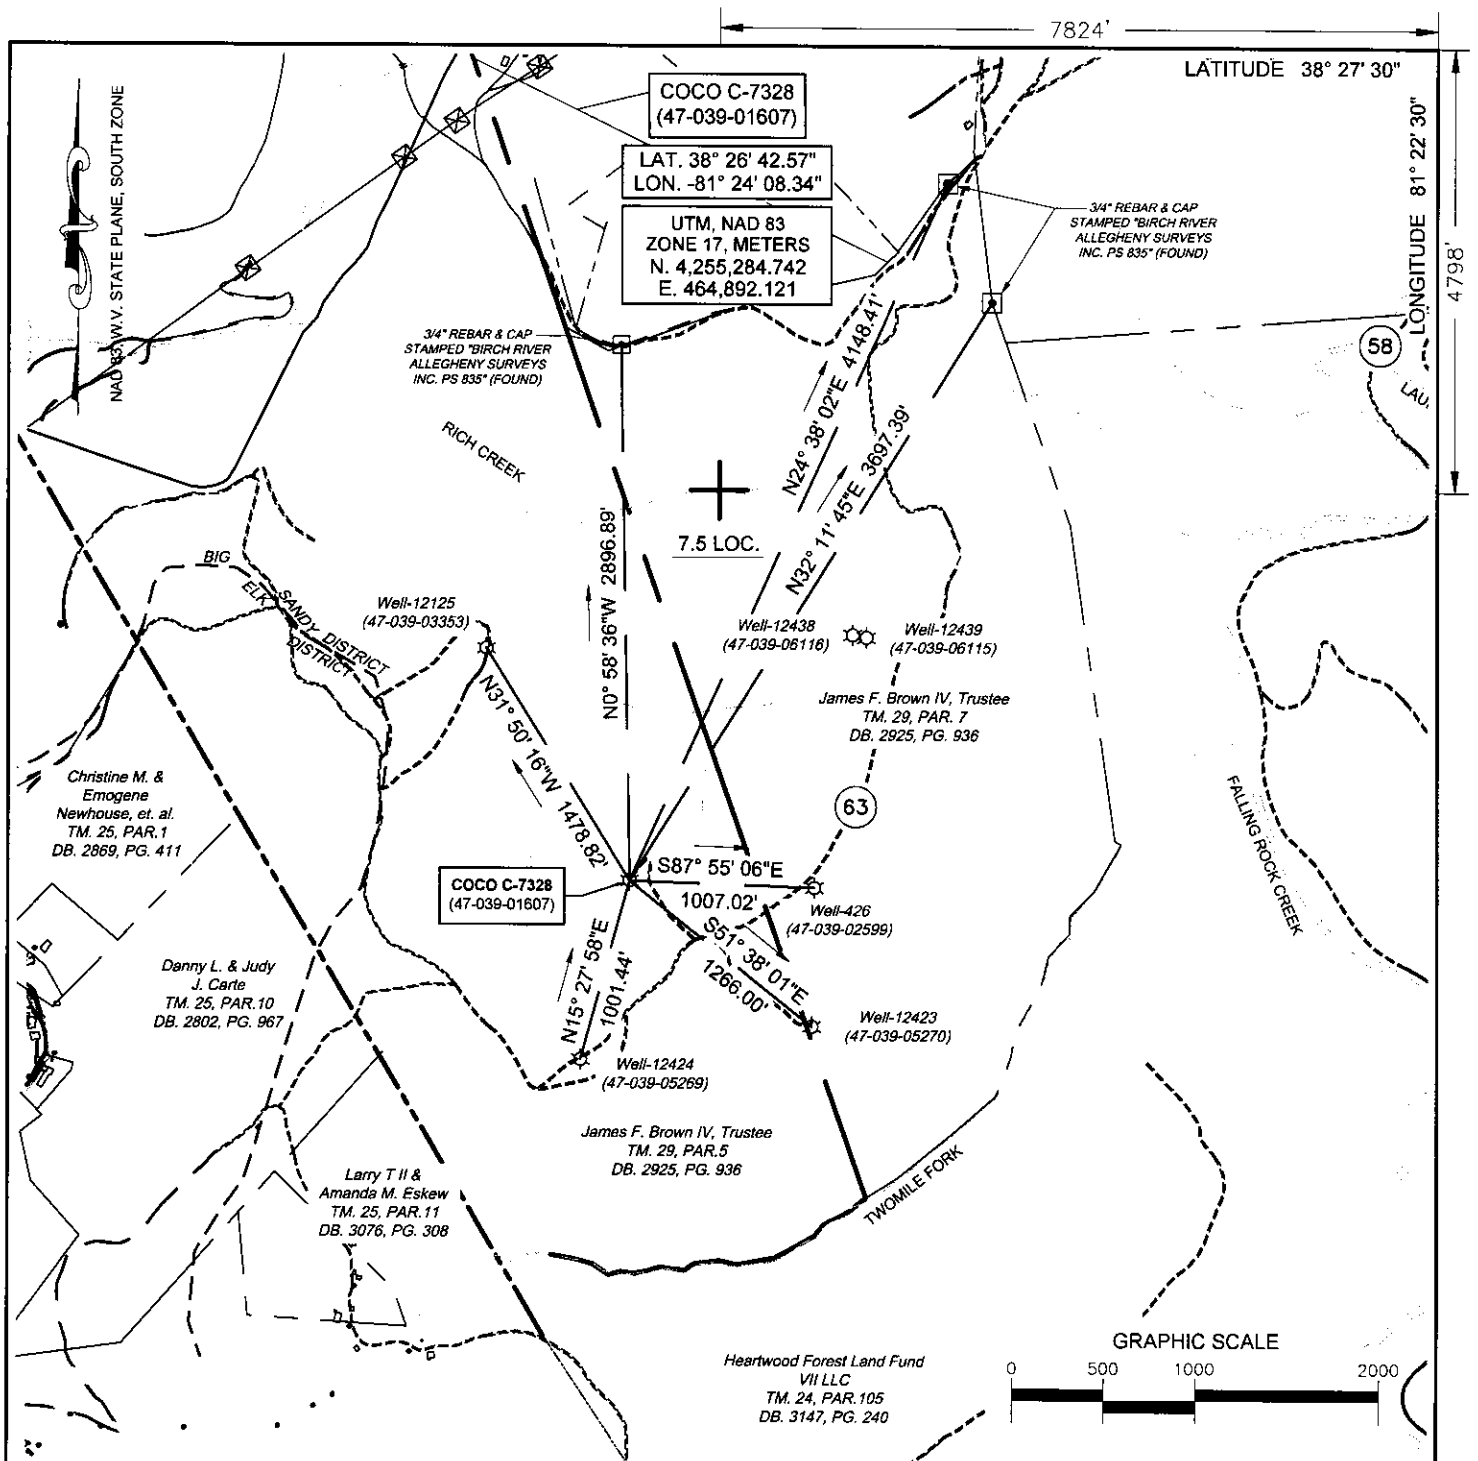 7824'
LATITUDE 38° 27' 30"
LONGITUDE 81° 22' 30"
4798'
NAD 83, W.V. STATE PLANE, SOUTH ZONE
COCO C-7328
(47-039-01607)
LAT. 38° 26' 42.57"
LON. -81° 24' 08.34"
UTM, NAD 83
ZONE 17, METERS
N. 4,255,284.742
E. 464,892.121
3/4" REBAR & CAP
STAMPED "BIRCH RIVER
ALLEGHENY SURVEYS
INC. PS 835" (FOUND)
3/4" REBAR & CAP
STAMPED "BIRCH RIVER
ALLEGHENY SURVEYS
INC. PS 835" (FOUND)
58
LAU
RICH CREEK
N24° 38' 02"E 4148.41'
N32° 11' 45"E 3697.39'
N0° 58' 36"W 2896.89'
7.5 LOC.
BIG
SANDY DISTRICT
ELK
DISTRICT
Well-12125
(47-039-03353)
Well-12438
(47-039-06116)
Well-12439
(47-039-06115)
N31° 50' 16"W 1478.82'
James F. Brown IV, Trustee
TM. 29, PAR. 7
DB. 2925, PG. 936
Christine M. &
Emogene
Newhouse, et. al.
TM. 25, PAR.1
DB. 2869, PG. 411
63
FALLING ROCK CREEK
COCO C-7328
(47-039-01607)
S87° 55' 06"E
1007.02'
Well-426
(47-039-02599)
S51° 38' 01"E
1266.00'
N15° 27' 58"E
1001.44'
Danny L. & Judy
J. Carte
TM. 25, PAR.10
DB. 2802, PG. 967
Well-12423
(47-039-05270)
Well-12424
(47-039-05269)
James F. Brown IV, Trustee
TM. 29, PAR.5
DB. 2925, PG. 936
Larry T II &
Amanda M. Eskew
TM. 25, PAR.11
DB. 3076, PG. 308
TWOMILE FORK
Heartwood Forest Land Fund
VII LLC
TM. 24, PAR.105
DB. 3147, PG. 240
GRAPHIC SCALE
0 500 1000 2000